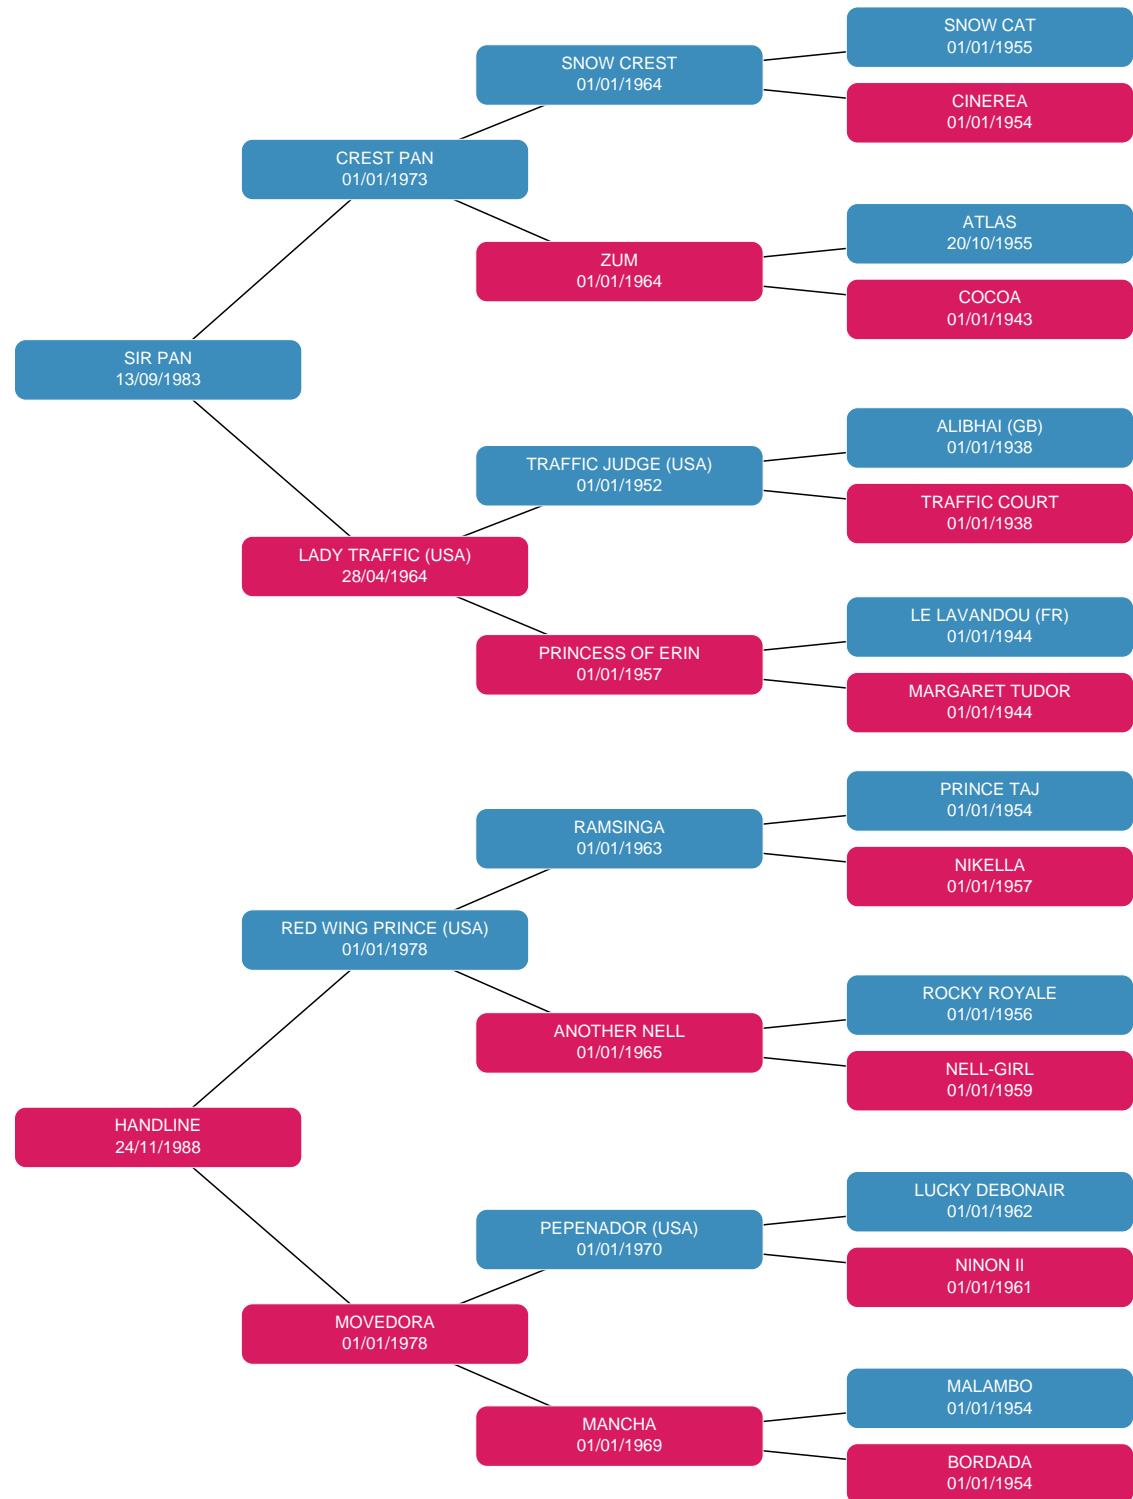 SNOW CAT
01/01/1955
SNOW CREST
01/01/1964
CINEREA
01/01/1954
CREST PAN
01/01/1973
ATLAS
20/10/1955
ZUM
01/01/1964
COCOA
01/01/1943
SIR PAN
13/09/1983
ALIBHAI (GB)
01/01/1938
TRAFFIC JUDGE (USA)
01/01/1952
TRAFFIC COURT
01/01/1938
LADY TRAFFIC (USA)
28/04/1964
LE LAVANDOU (FR)
01/01/1944
PRINCESS OF ERIN
01/01/1957
MARGARET TUDOR
01/01/1944
PRINCE TAJ
01/01/1954
RAMSINGA
01/01/1963
NIKELLA
01/01/1957
RED WING PRINCE (USA)
01/01/1978
ROCKY ROYALE
01/01/1956
ANOTHER NELL
01/01/1965
NELL-GIRL
01/01/1959
HANDLINE
24/11/1988
LUCKY DEBONAIR
01/01/1962
PEPENADOR (USA)
01/01/1970
NINON II
01/01/1961
MOVEDORA
01/01/1978
MALAMBO
01/01/1954
MANCHA
01/01/1969
BORDADA
01/01/1954